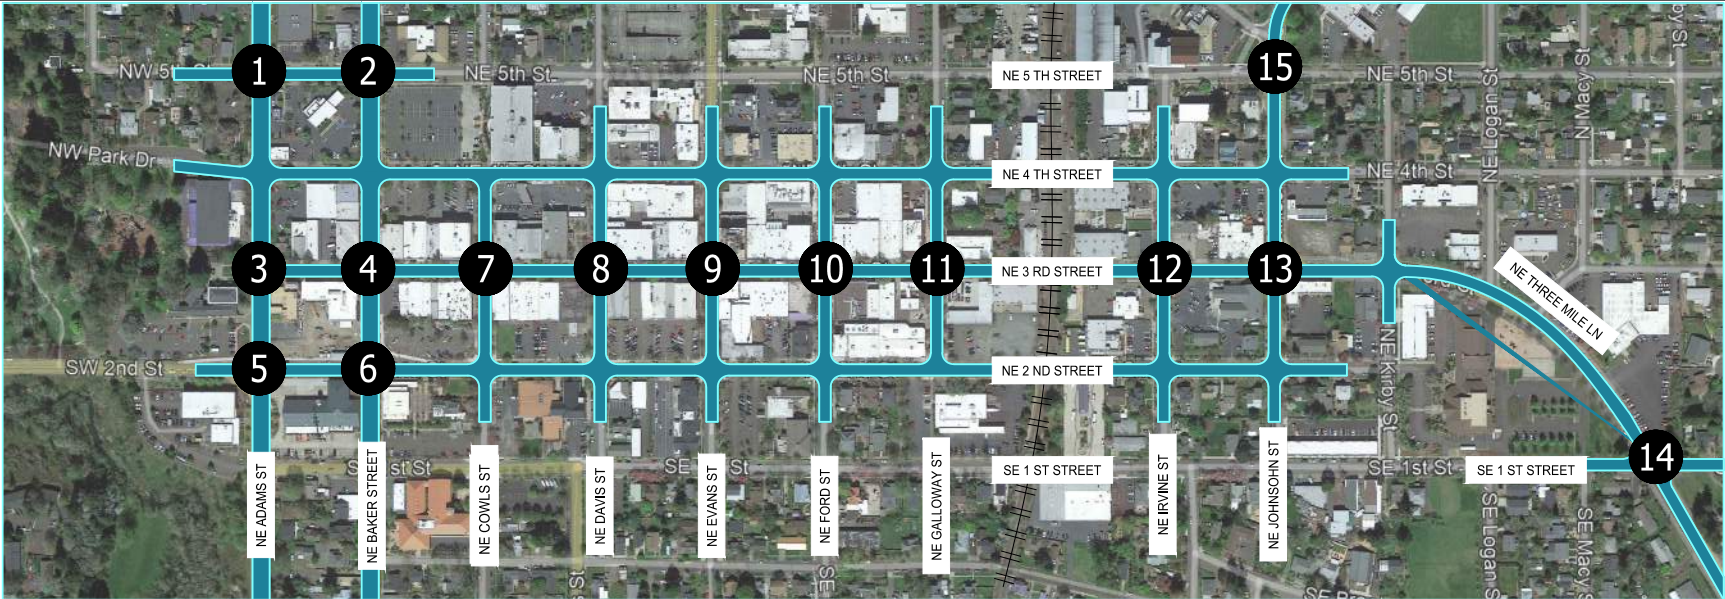 by St
NW 5th St
1
2
NE 5th St
NE 5th St
NE 5 TH STREET
15
NE 5th St
NE Logan St
N Macy St
NW Park Dr
NE 4 TH STREET
NE 4th St
3
4
7
8
9
10
11
NE 3 RD STREET
12
13
NE THREE MILE LN
SW 2nd St
5
6
NE 2 ND STREET
NE Kirby St
NE ADAMS ST
NE BAKER STREET
NE COWLS ST
NE DAVIS ST
SE
NE EVANS ST
St
NE FORD ST
NE GALLOWAY ST
SE 1 ST STREET
NE IRVINE ST
NE JOHNSOHN ST
SE 1st St
SE 1 ST STREET
14
SE Logan S
SE Macy S
SE